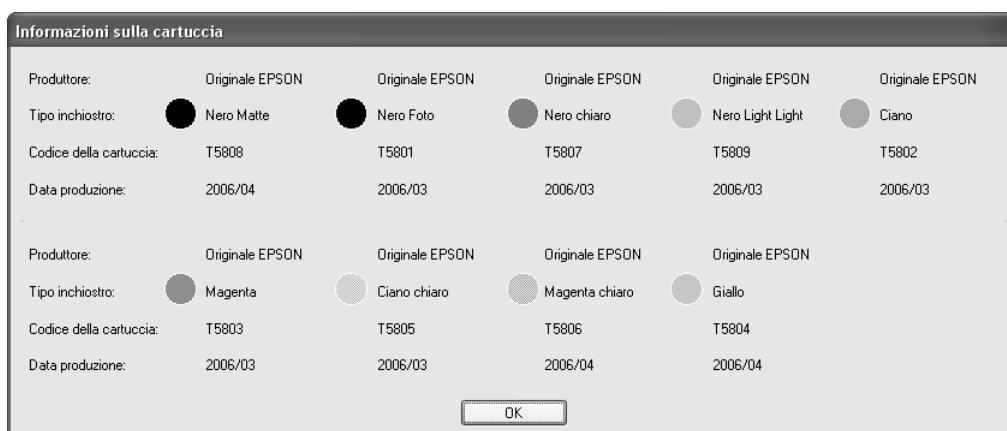 Informazioni sulla cartuccia
Produttore: Originale EPSON Originale EPSON Originale EPSON Originale EPSON Originale EPSON
Tipo inchiostro: Nero Matte Nero Foto Nero chiaro Nero Light Light Ciano
Codice della cartuccia: T5808 T5801 T5807 T5809 T5802
Data produzione: 2006/04 2006/03 2006/03 2006/03 2006/03
Produttore: Originale EPSON Originale EPSON Originale EPSON Originale EPSON
Tipo inchiostro: Magenta Ciano chiaro Magenta chiaro Giallo
Codice della cartuccia: T5803 T5805 T5806 T5804
Data produzione: 2006/03 2006/03 2006/04 2006/04
OK